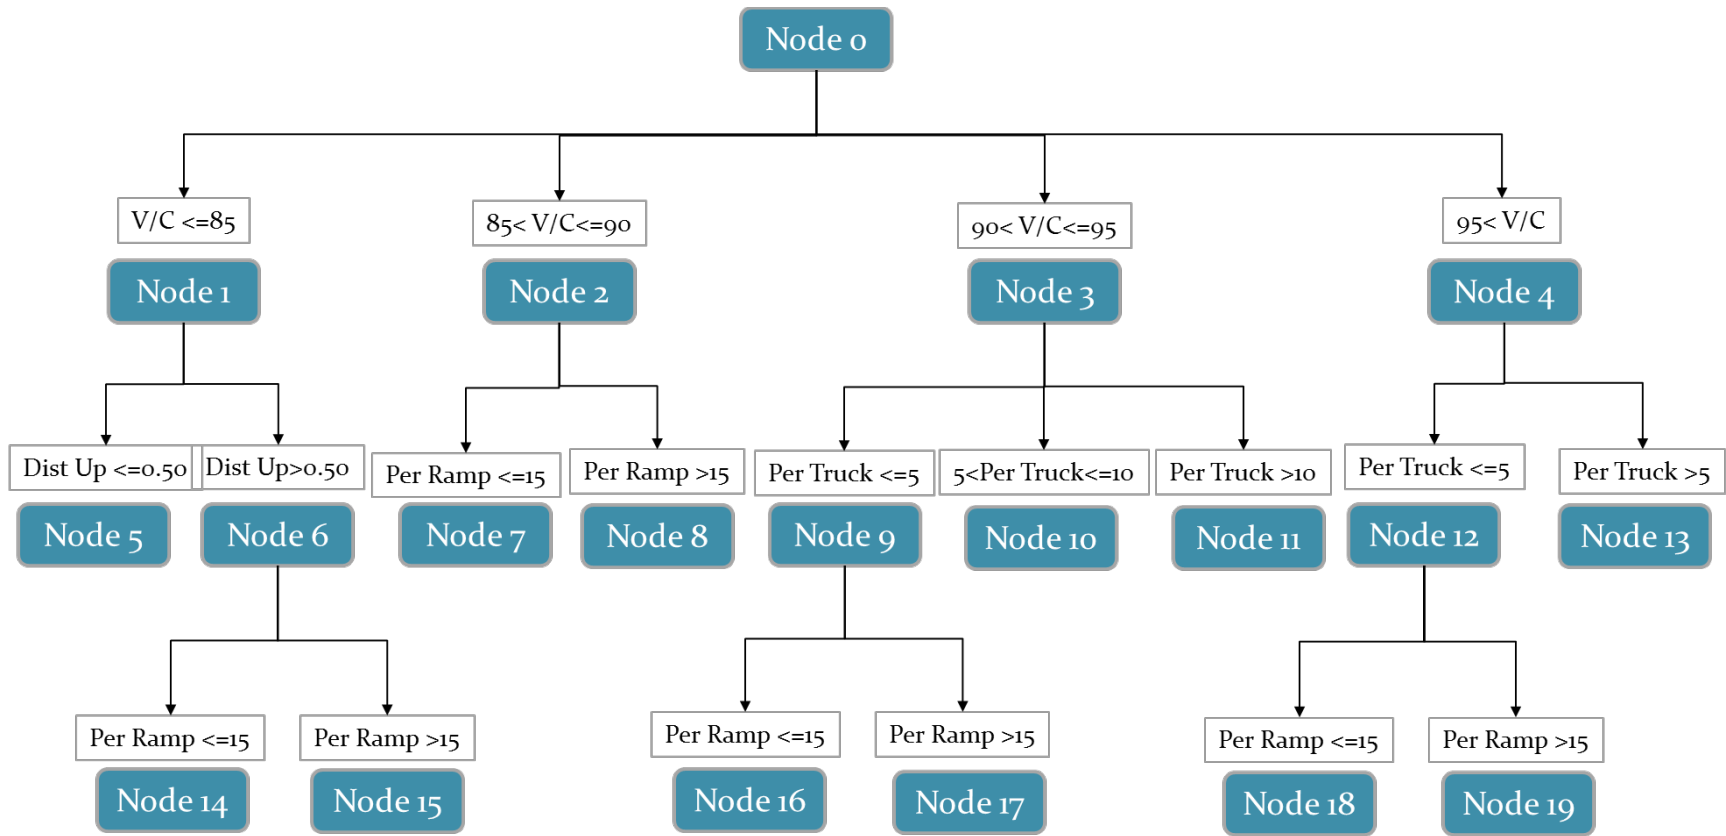 Node 0
V/C <=85
85< V/C<=90
90< V/C<=95
95< V/C
Node 1
Node 2
Node 3
Node 4
Dist Up <=0.50
Dist Up>0.50
Per Ramp <=15
Per Ramp >15
Per Truck <=5
5<Per Truck<=10
Per Truck >10
Per Truck <=5
Per Truck >5
Node 5
Node 6
Node 7
Node 8
Node 9
Node 10
Node 11
Node 12
Node 13
Per Ramp <=15
Per Ramp >15
Per Ramp <=15
Per Ramp >15
Per Ramp <=15
Per Ramp >15
Node 14
Node 15
Node 16
Node 17
Node 18
Node 19